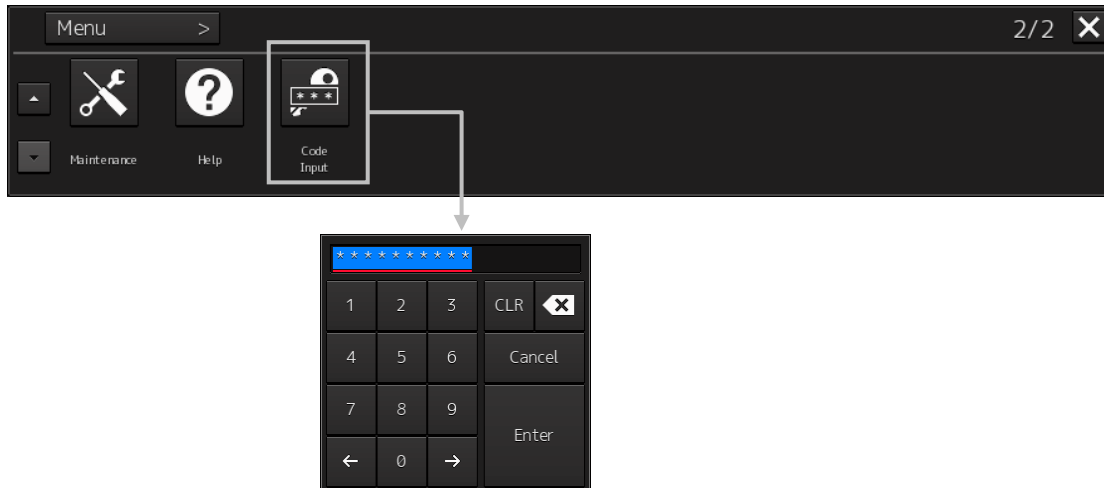 Menu >
2/2
Maintenance
Help
Code
Input
* * *
* * * * * * * * * *
1 2 3 CLR
4 5 6 Cancel
7 8 9
Enter
← 0 →